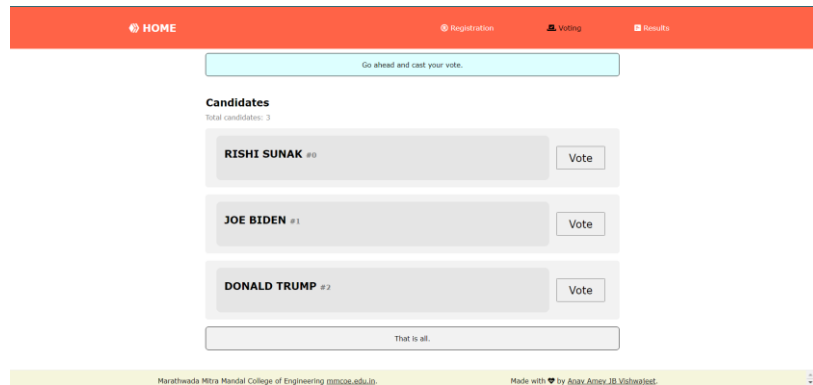 HOME Registration Voting Results
Go ahead and cast your vote.
Candidates
Total candidates: 3
RISHI SUNAK #0
Vote
JOE BIDEN #1
Vote
DONALD TRUMP #2
Vote
That is all.
Marathwada Mitra Mandal College of Engineering mmcoe.edu.in. Made with ♥ by Anay Amey JB Vishwajeet.